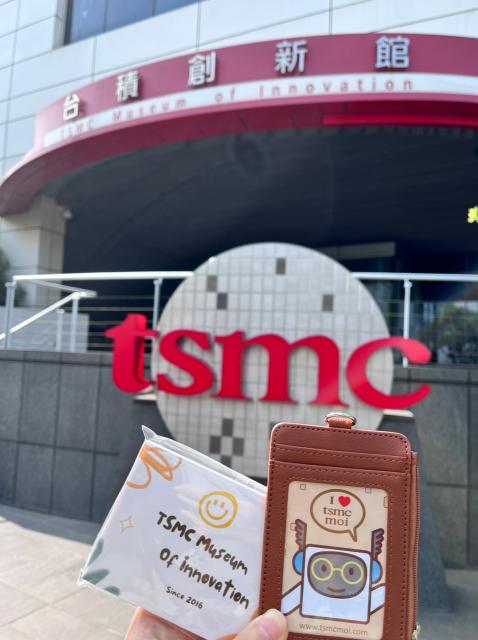 台積創新館
TSMC Museum of Innovation
tsmc
TSMC Museum
Of Innovation
Since 2016
I ♥
tsmc
moi
www.tsmcmoi.com